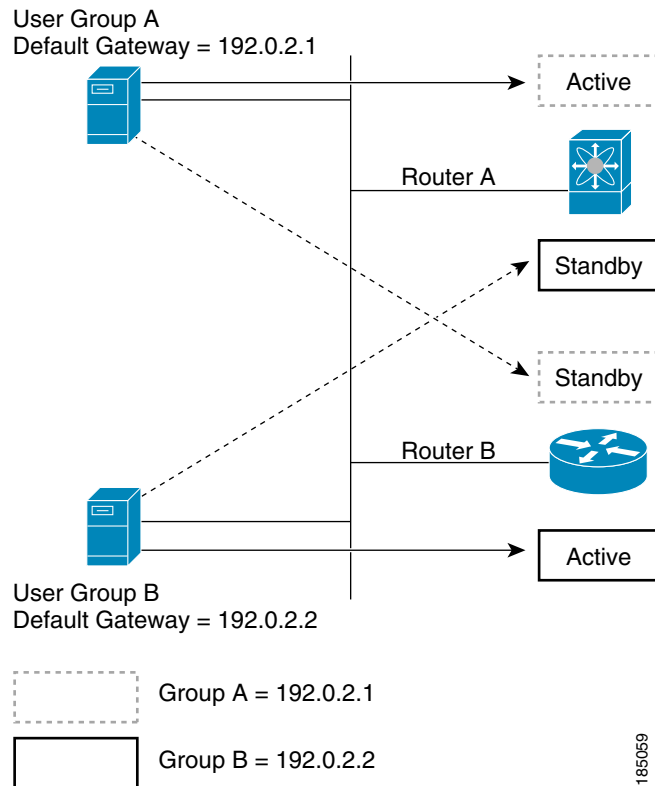 User Group A
Default Gateway = 192.0.2.1
Active
Router A
Standby
Standby
Router B
Active
User Group B
Default Gateway = 192.0.2.2
Group A = 192.0.2.1
Group B = 192.0.2.2
185059